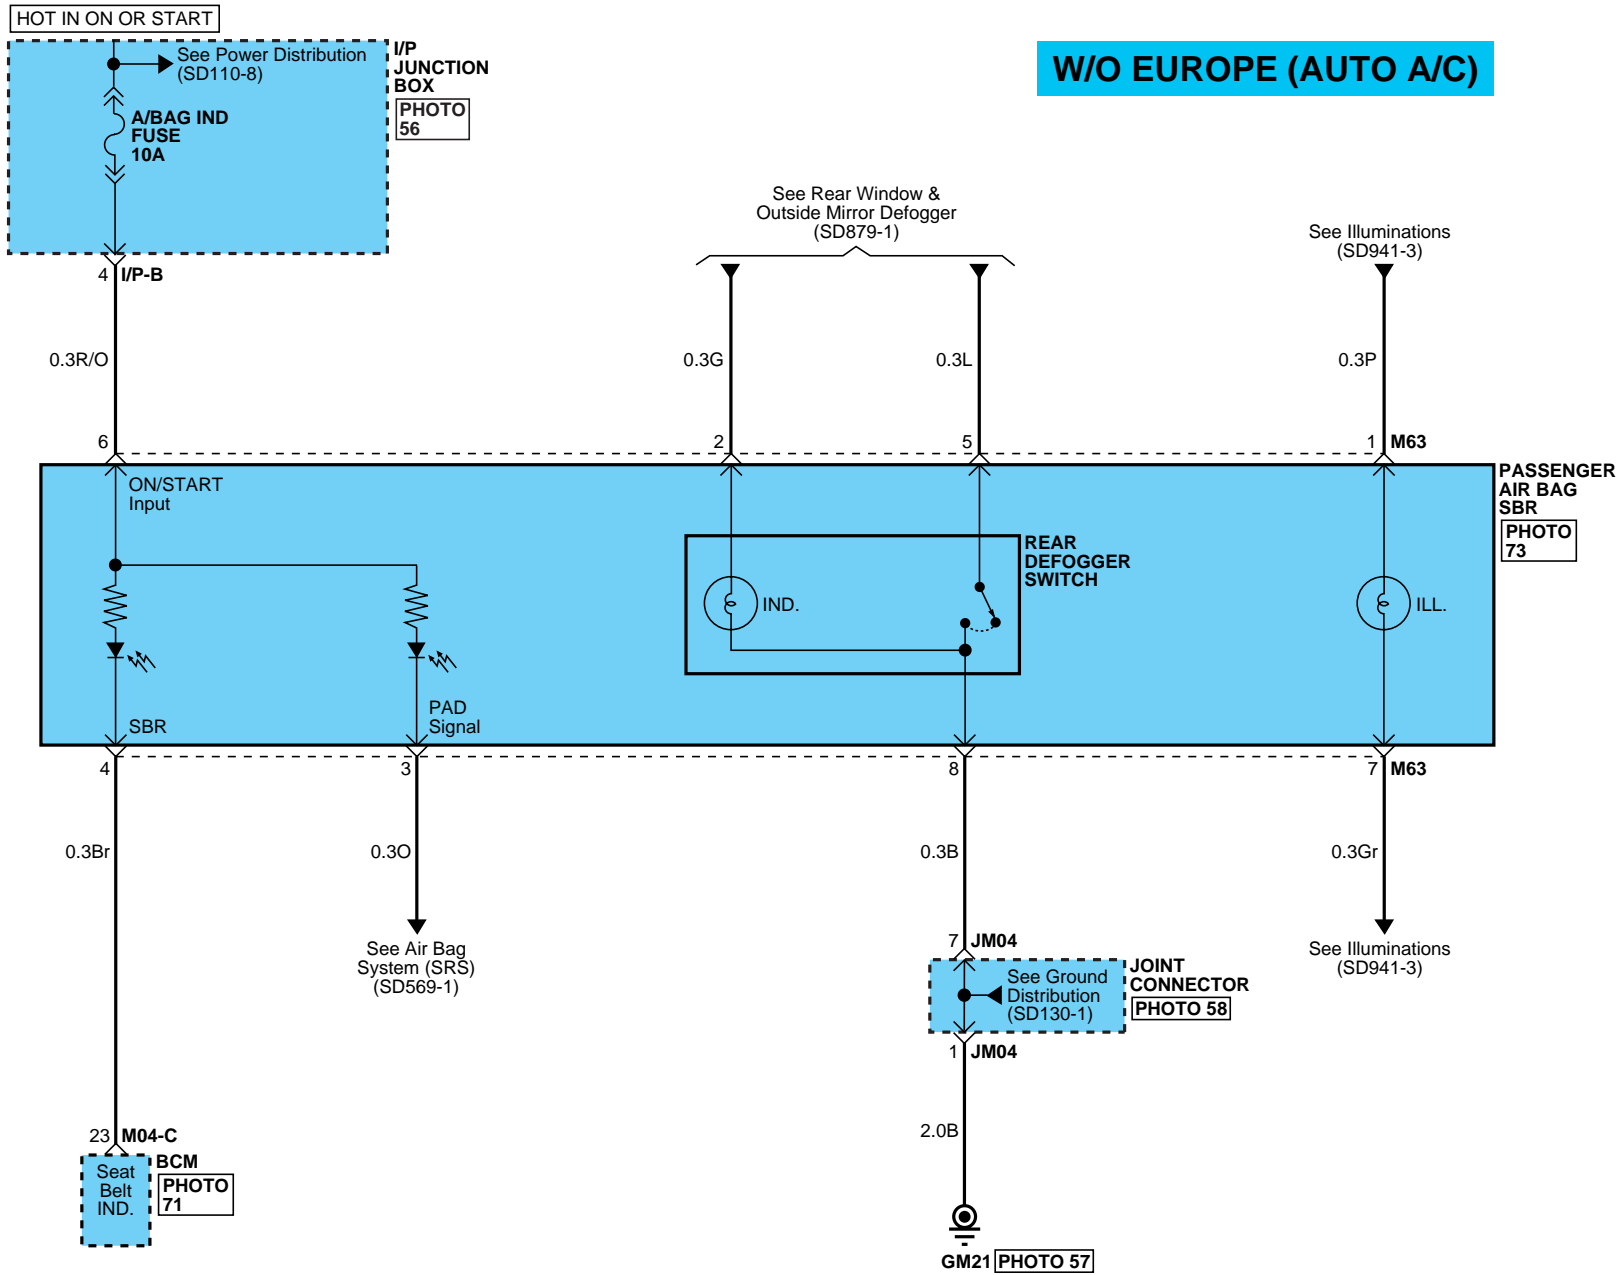 HOT IN ON OR START
See Power Distribution
(SD110-8)
A/BAG IND
FUSE
10A
I/P
JUNCTION
BOX
PHOTO
56
W/O EUROPE (AUTO A/C)
4 I/P-B
See Rear Window &
Outside Mirror Defogger
(SD879-1)
See Illuminations
(SD941-3)
0.3R/O
0.3G
0.3L
0.3P
6
2
5
1 M63
ON/START
Input
PASSENGER
AIR BAG
SBR
PHOTO
73
REAR
DEFOGGER
SWITCH
IND.
ILL.
SBR
PAD
Signal
4
3
8
7 M63
0.3Br
0.3O
0.3B
0.3Gr
See Air Bag
System (SRS)
(SD569-1)
7 JM04
See Ground
Distribution
(SD130-1)
JOINT
CONNECTOR
PHOTO 58
See Illuminations
(SD941-3)
1 JM04
2.0B
23 M04-C
Seat
Belt
IND.
BCM
PHOTO
71
GM21 PHOTO 57